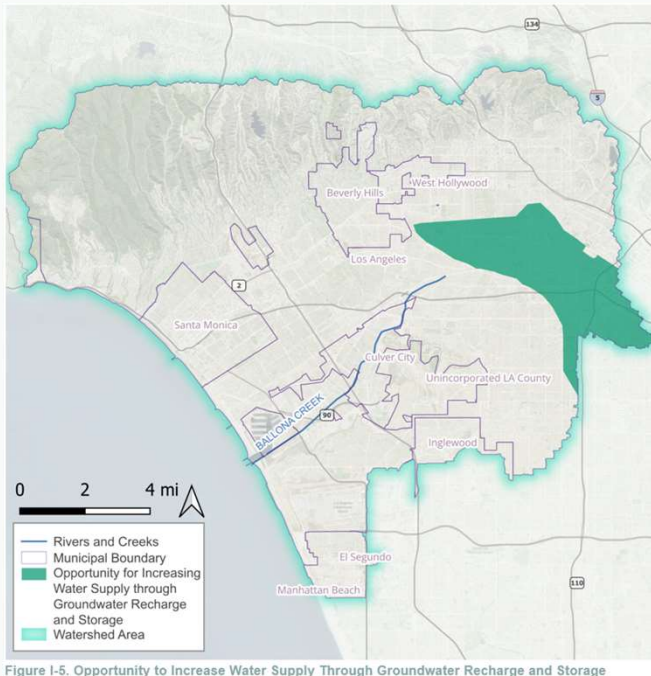 134
5
West Hollywood
Beverly Hills
Los Angeles
2
Santa Monica
Culver City
Unincorporated LA County
BALLONA CREEK
90
Inglewood
0 2 4 mi
El Segundo
Manhattan Beach
110
Rivers and Creeks
Municipal Boundary
Opportunity for Increasing
Water Supply through
Groundwater Recharge
and Storage
Watershed Area
Figure I-5. Opportunity to Increase Water Supply Through Groundwater Recharge and Storage